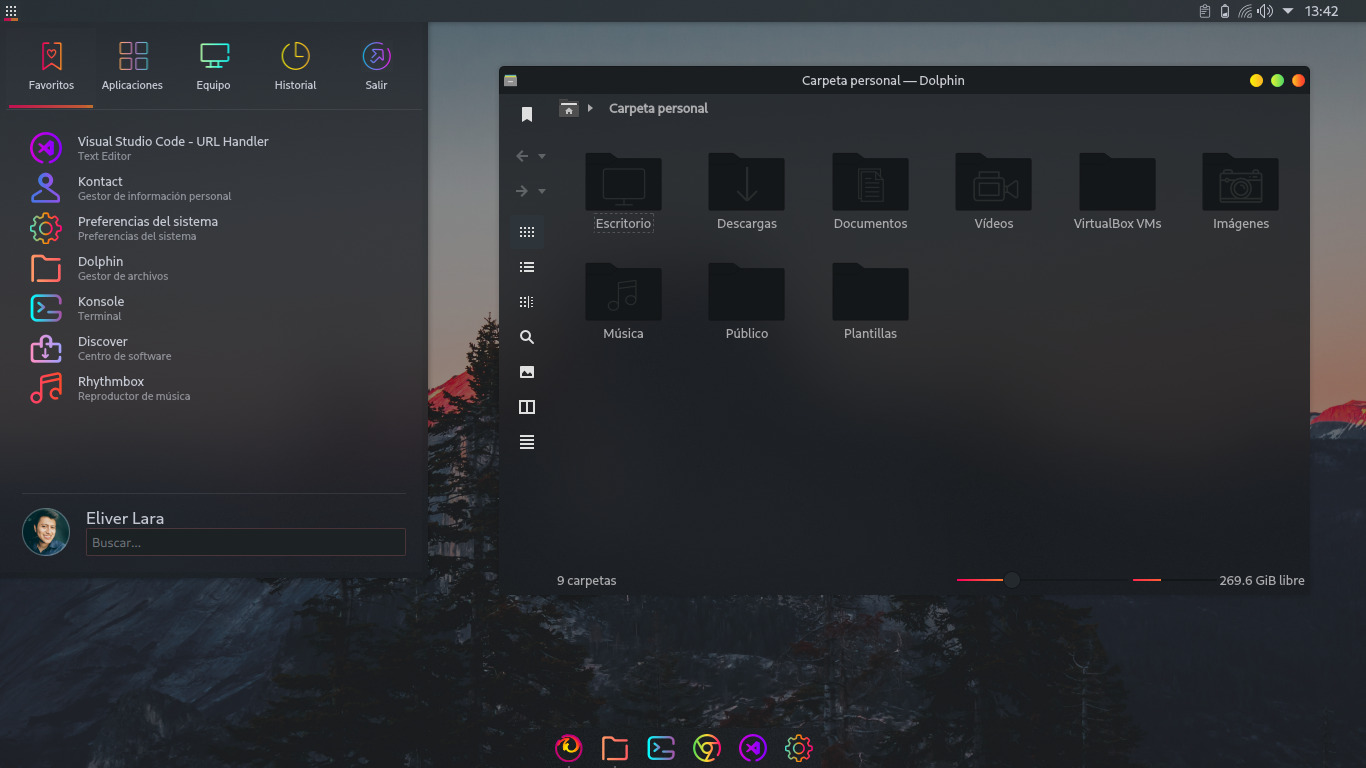 13:42
Favoritos
Aplicaciones
Equipo
Historial
Salir
Visual Studio Code - URL Handler
Text Editor
Kontact
Gestor de información personal
Preferencias del sistema
Preferencias del sistema
Dolphin
Gestor de archivos
Konsole
Terminal
Discover
Centro de software
Rhythmbox
Reproductor de música
Eliver Lara
Buscar...
Carpeta personal — Dolphin
Carpeta personal
Escritorio
Descargas
Documentos
Vídeos
VirtualBox VMs
Imágenes
Música
Público
Plantillas
9 carpetas
269.6 GiB libre